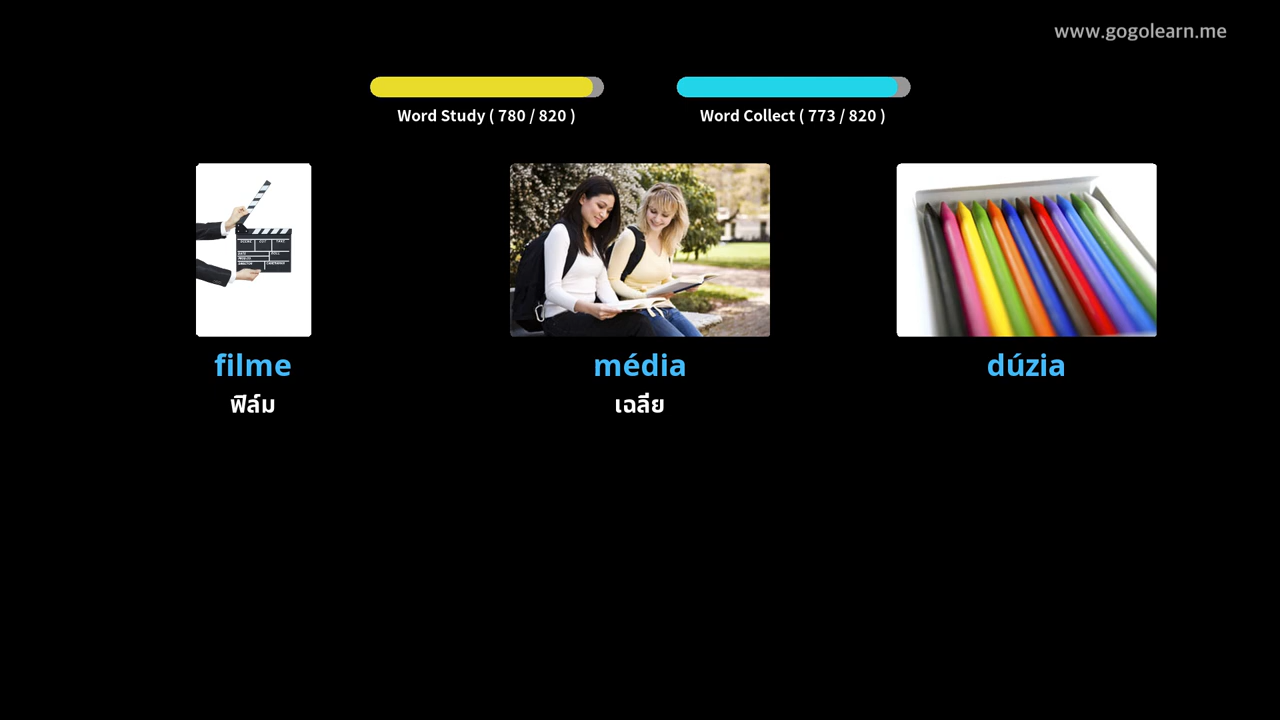 www.gogolearn.me
Word Study ( 780 / 820 )
Word Collect ( 773 / 820 )
filme
média
dúzia
ฟิล์ม
เฉลี่ย